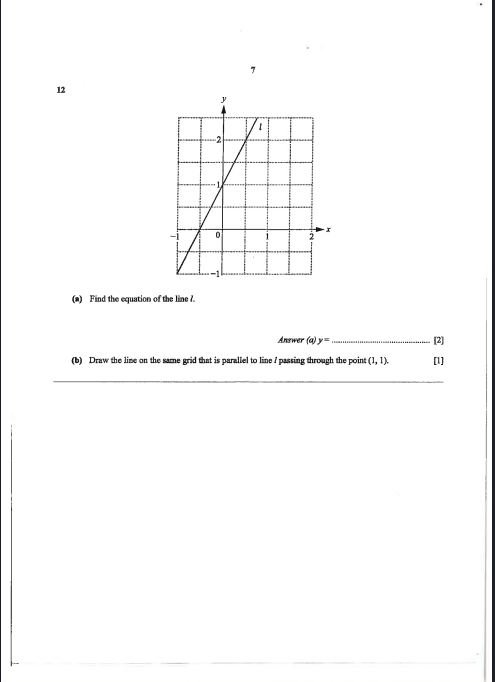 7
12
y
l
2
1
x
−1
0
1
2
−1
(a) Find the equation of the line l.
Answer (a) y = ............................................ [2]
(b) Draw the line on the same grid that is parallel to line l passing through the point (1, 1). [1]